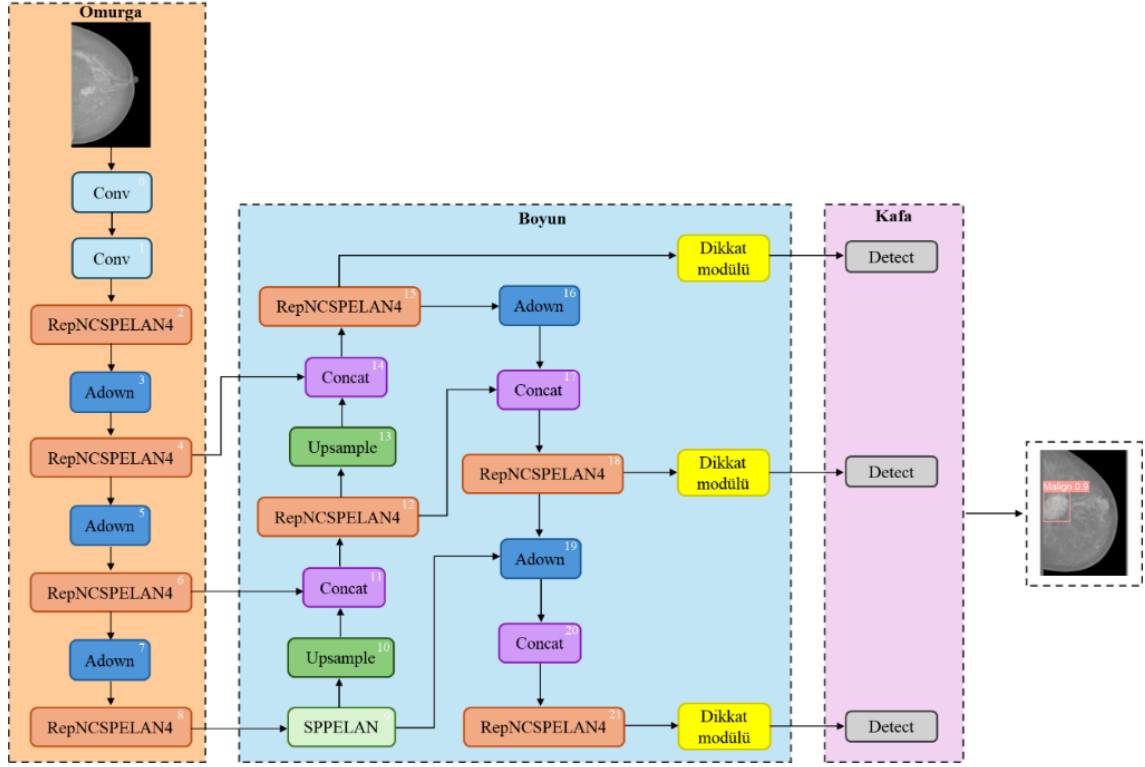 Omurga
Conv 0
Conv 1
RepNCSPELAN4 2
Adown 3
RepNCSPELAN4 4
Adown 5
RepNCSPELAN4 6
Adown 7
RepNCSPELAN4 8
Boyun
RepNCSPELAN4 15
Concat 14
Upsample 13
RepNCSPELAN4 12
Concat 11
Upsample 10
SPPELAN 9
Adown 16
Concat 17
RepNCSPELAN4 18
Adown 19
Concat 20
RepNCSPELAN4 21
Dikkat
modülü
Dikkat
modülü
Dikkat
modülü
Kafa
Detect
Detect
Detect
Malign 0.9